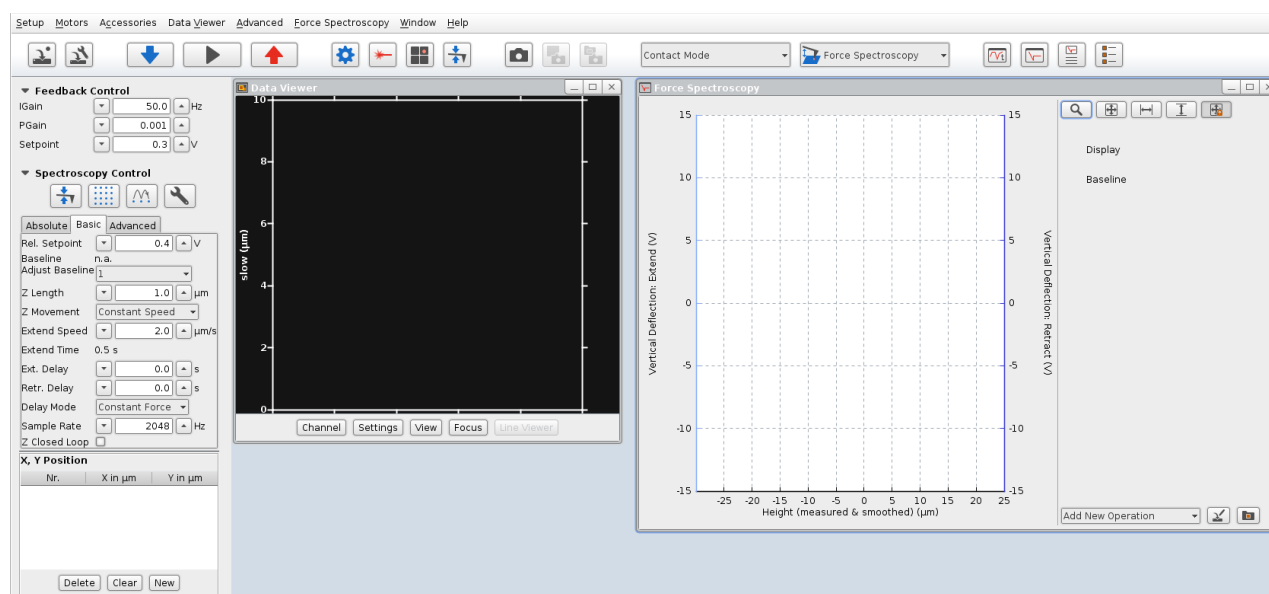 Setup Motors Accessories Data Viewer Advanced Force Spectroscopy Window Help
Contact Mode Force Spectroscopy
Feedback Control
IGain 50.0 Hz
PGain 0.001
Setpoint 0.3 V
Spectroscopy Control
Absolute Basic Advanced
Rel. Setpoint 0.4 V
Baseline n.a.
Adjust Baseline 1
Z Length 1.0 µm
Z Movement Constant Speed
Extend Speed 2.0 µm/s
Extend Time 0.5 s
Ext. Delay 0.0 s
Retr. Delay 0.0 s
Delay Mode Constant Force
Sample Rate 2048 Hz
Z Closed Loop
X, Y Position
Nr. X in µm Y in µm
Delete Clear New
Data Viewer
10
8
6
4
2
0
slow (µm)
Channel Settings View Focus Line Viewer
Force Spectroscopy
15 15
10 10
5 5
0 0
-5 -5
-10 -10
-15 -15
Vertical Deflection: Extend (V)
Vertical Deflection: Retract (V)
-25 -20 -15 -10 -5 0 5 10 15 20 25
Height (measured & smoothed) (µm)
Display
Baseline
Add New Operation